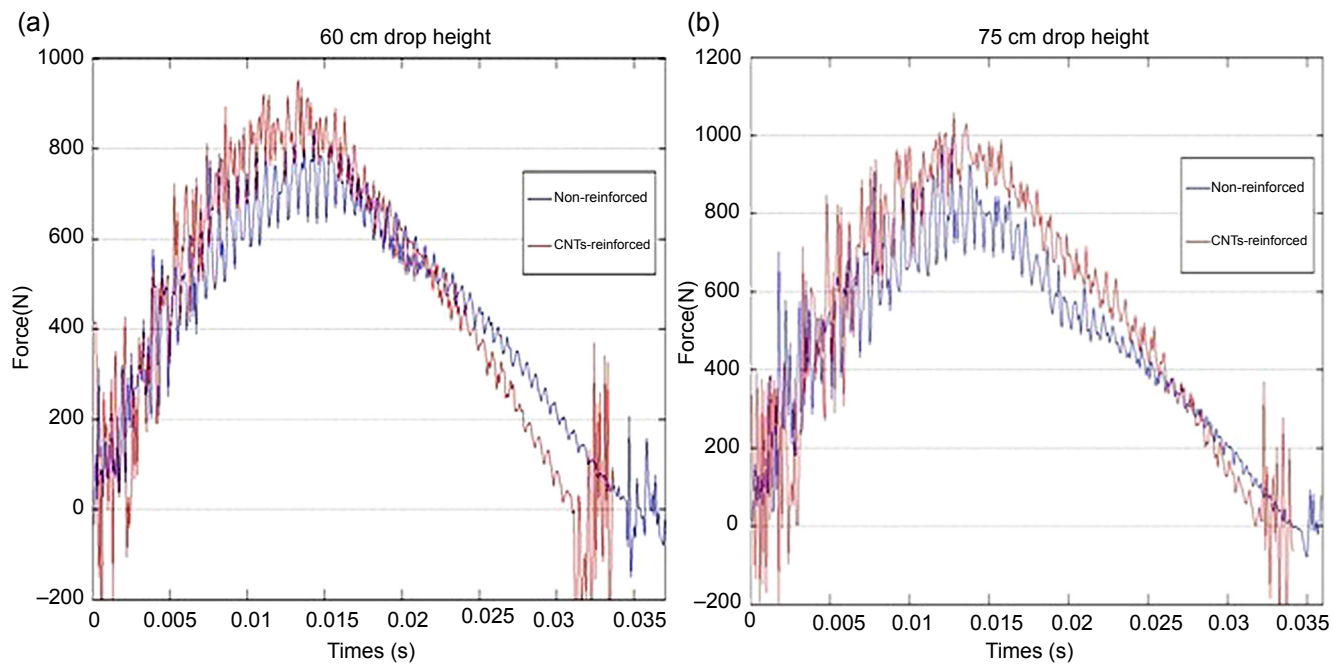 (a)
60 cm drop height
1000
800
600
400
200
0
–200
Force(N)
Non-reinforced
CNTs-reinforced
0 0.005 0.01 0.015 0.02 0.025 0.03 0.035
Times (s)
(b)
75 cm drop height
1200
1000
800
600
400
200
0
–200
Force(N)
Non-reinforced
CNTs-reinforced
0 0.005 0.01 0.015 0.02 0.025 0.03 0.035
Times (s)